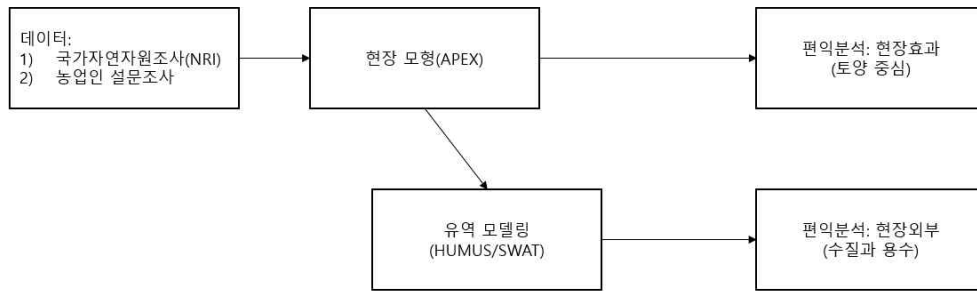 데이터:
1) 국가자연자원조사(NRI)
2) 농업인 설문조사
현장 모형(APEX)
편익분석: 현장효과
(토양 중심)
유역 모델링
(HUMUS/SWAT)
편익분석: 현장외부
(수질과 용수)